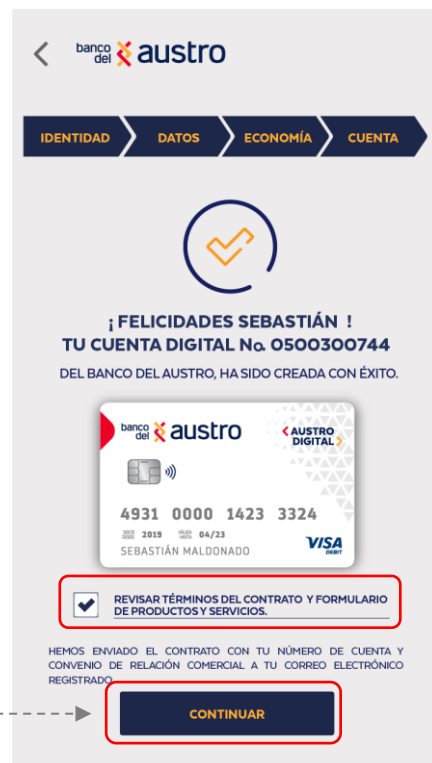 banco del austro
IDENTIDAD DATOS ECONOMÍA CUENTA
¡ FELICIDADES SEBASTIÁN !
TU CUENTA DIGITAL No. 0500300744
DEL BANCO DEL AUSTRO, HA SIDO CREADA CON ÉXITO.
banco del austro
AUSTRO
DIGITAL
4931 0000 1423 3324
2019 04/23
SEBASTIÁN MALDONADO
VISA
DEBIT
REVISAR TÉRMINOS DEL CONTRATO Y FORMULARIO
DE PRODUCTOS Y SERVICIOS.
HEMOS ENVIADO EL CONTRATO CON TU NÚMERO DE CUENTA Y
CONVENIO DE RELACIÓN COMERCIAL A TU CORREO ELECTRÓNICO
REGISTRADO
CONTINUAR